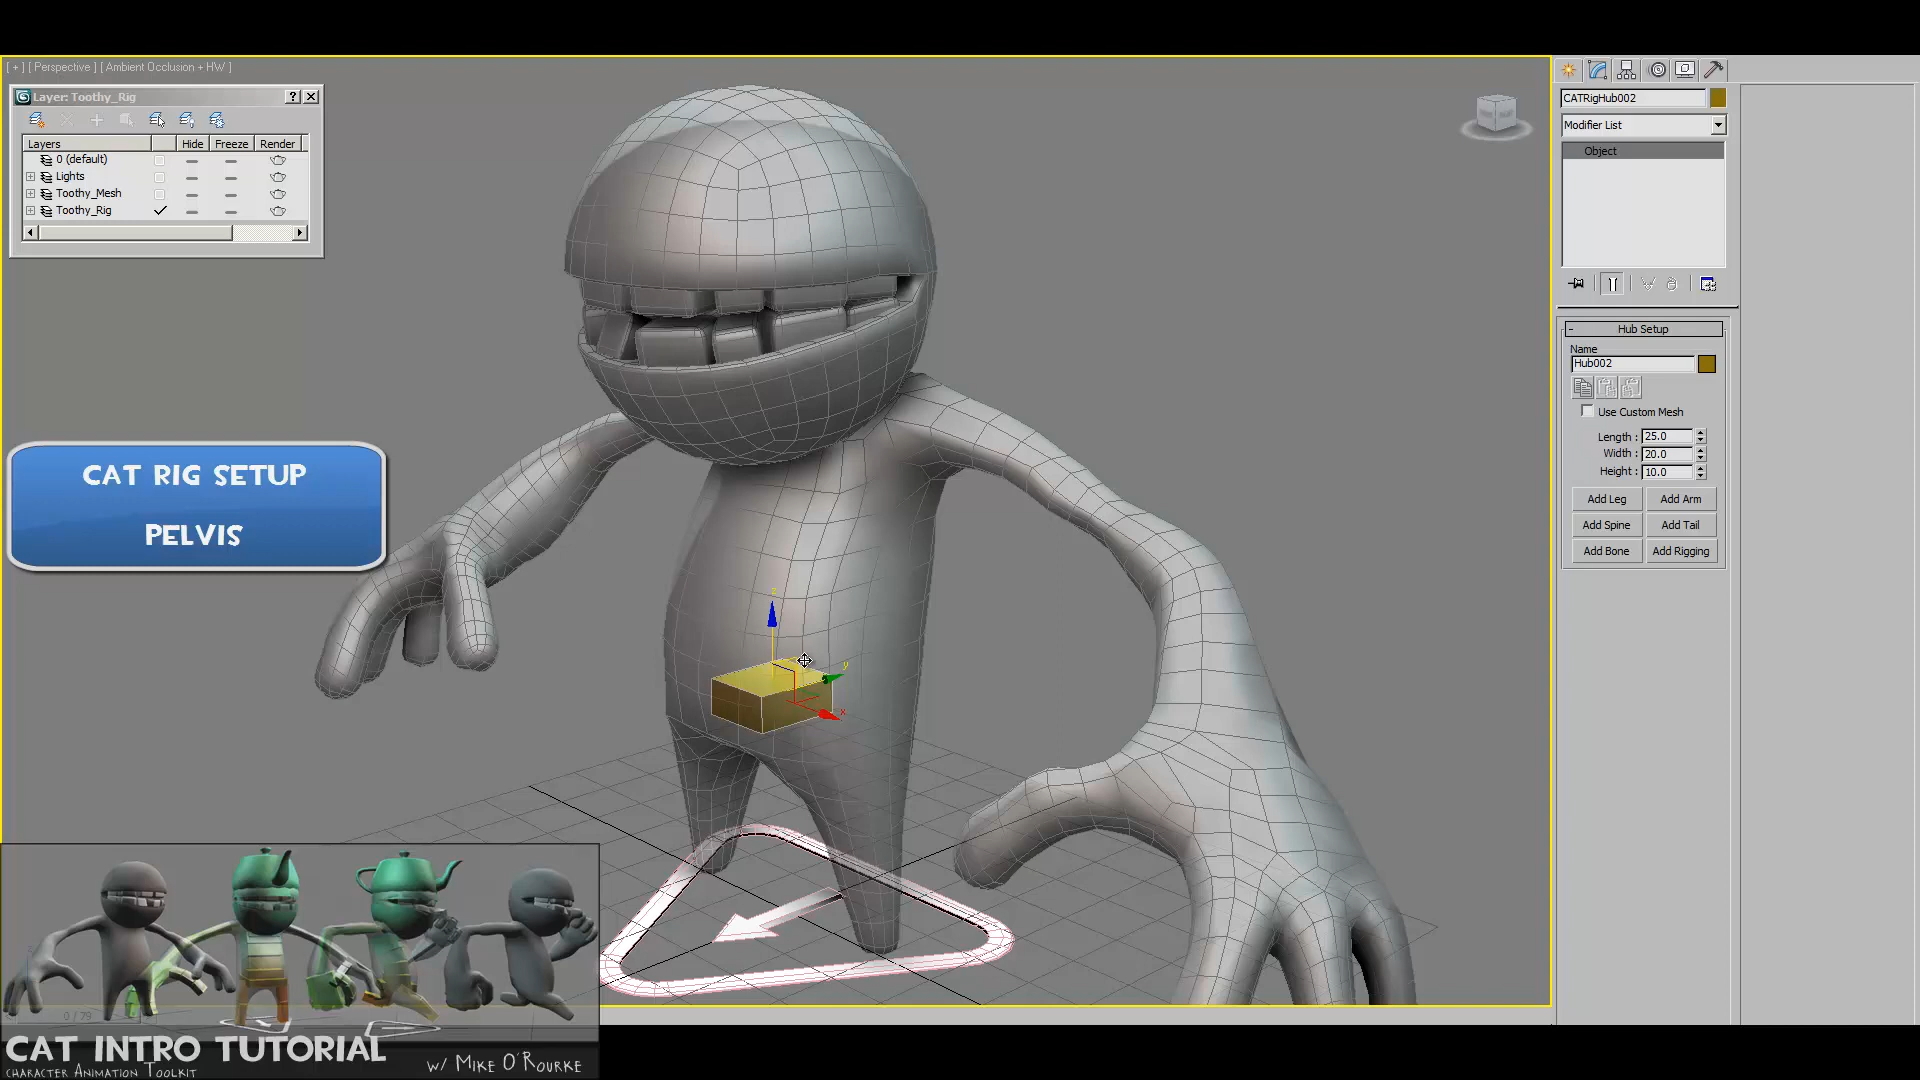 [ + ] [ Perspective ] [ Ambient Occlusion + HW ]
Layer: Toothy_Rig
?
Layers Hide Freeze Render
0 (default)
Lights
Toothy_Mesh
Toothy_Rig
CAT RIG SETUP
PELVIS
z
y
x
CATRigHub002
Modifier List
Object
- Hub Setup
Name
Hub002
Use Custom Mesh
Length : 25.0
Width : 20.0
Height : 10.0
Add Leg Add Arm
Add Spine Add Tail
Add Bone Add Rigging
0 / 79
CAT INTRO TUTORIAL
CHARACTER ANIMATION TOOLKIT
W/ MIKE O'ROURKE